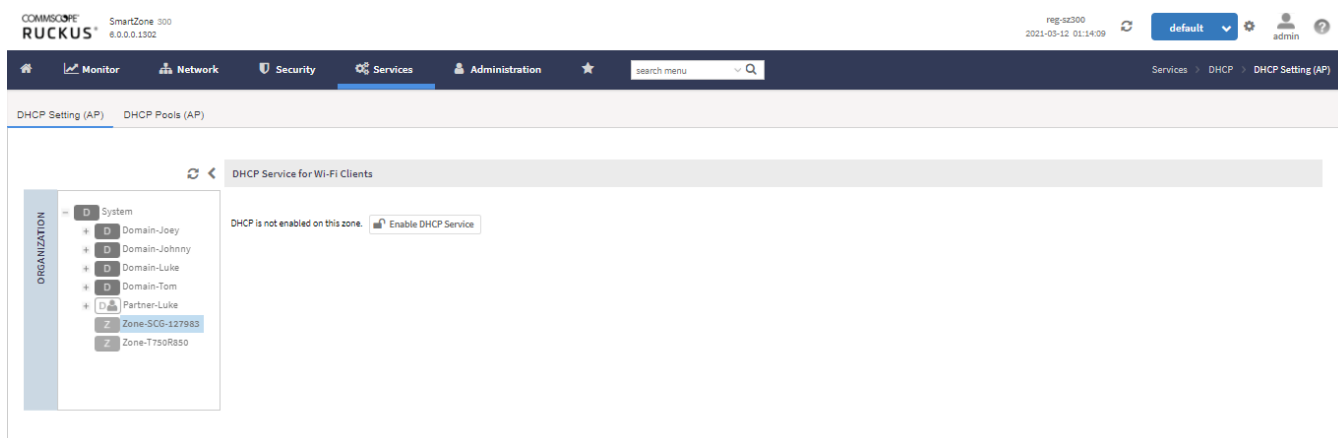 COMMSCOPE
RUCKUS®
SmartZone 300
6.0.0.0.1302
reg-sz300
2021-03-12 01:14:09
default
admin
Monitor Network Security Services Administration search menu
Services > DHCP > DHCP Setting (AP)
DHCP Setting (AP) DHCP Pools (AP)
DHCP Service for Wi-Fi Clients
ORGANIZATION
D System
D Domain-Joey
D Domain-Johnny
D Domain-Luke
D Domain-Tom
D Partner-Luke
Z Zone-SCG-127983
Z Zone-T750R850
DHCP is not enabled on this zone. Enable DHCP Service